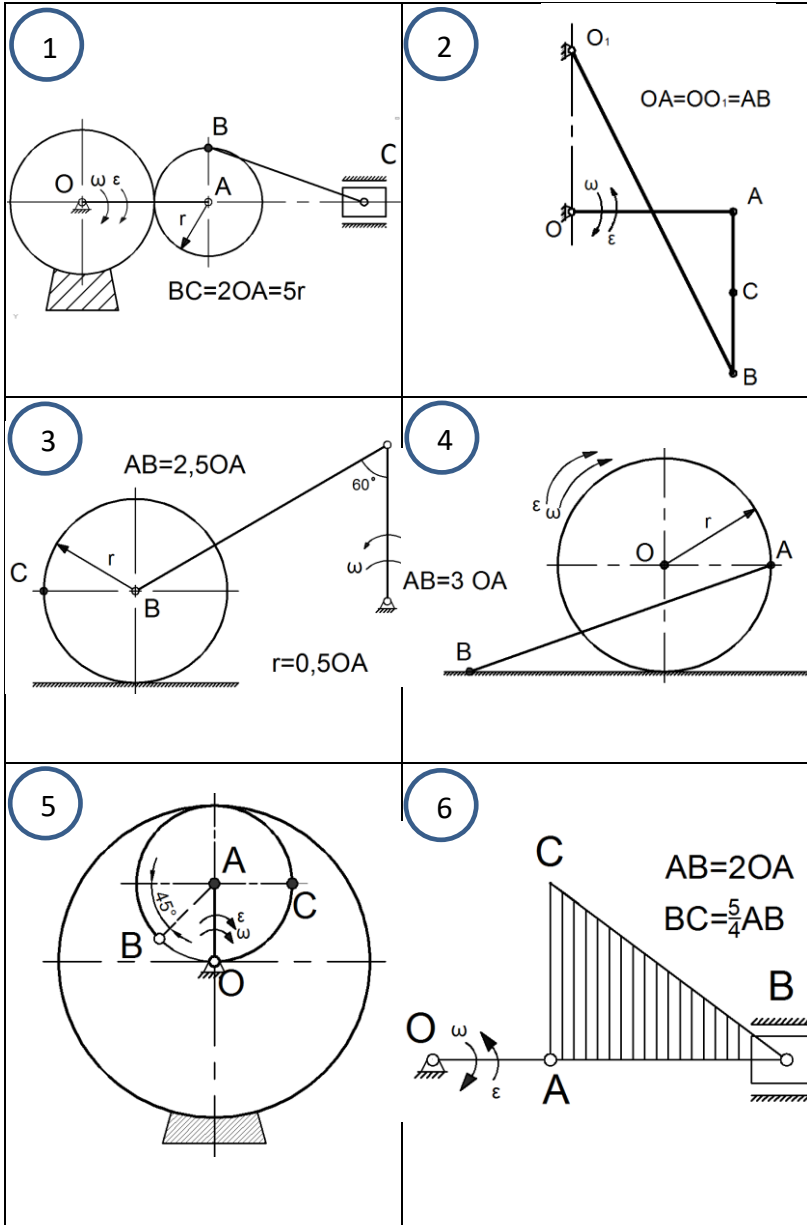 1
B
C
O
ω
ε
A
r
BC=2OA=5r
2
O₁
OA=OO₁=AB
ω
A
O
ε
C
B
3
AB=2,5OA
60°
r
C
ω
B
AB=3 OA
r=0,5OA
4
ε
ω
r
O
A
B
5
A
45°
C
B
ε
ω
O
6
C
AB=2OA
BC=5/4AB
B
O
ω
ε
A